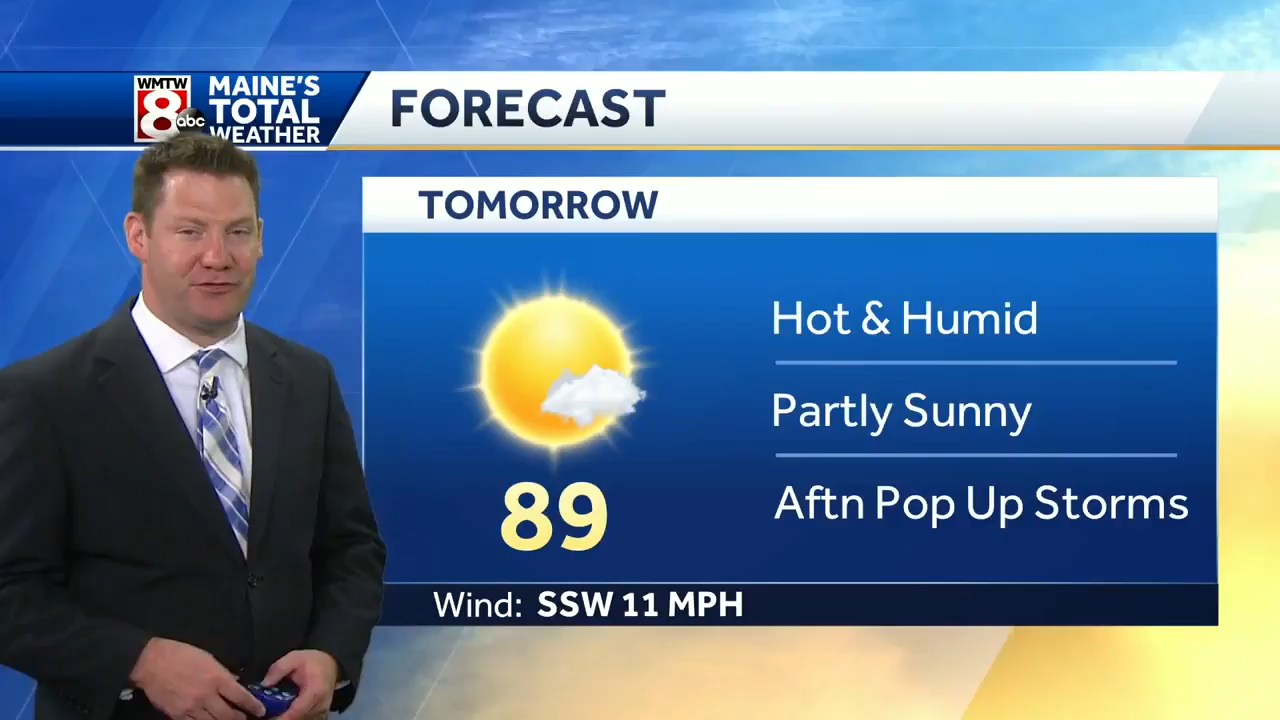 WMTW
8
abc
MAINE'S
TOTAL
WEATHER
FORECAST
TOMORROW
89
Hot & Humid
Partly Sunny
Aftn Pop Up Storms
Wind: SSW 11 MPH